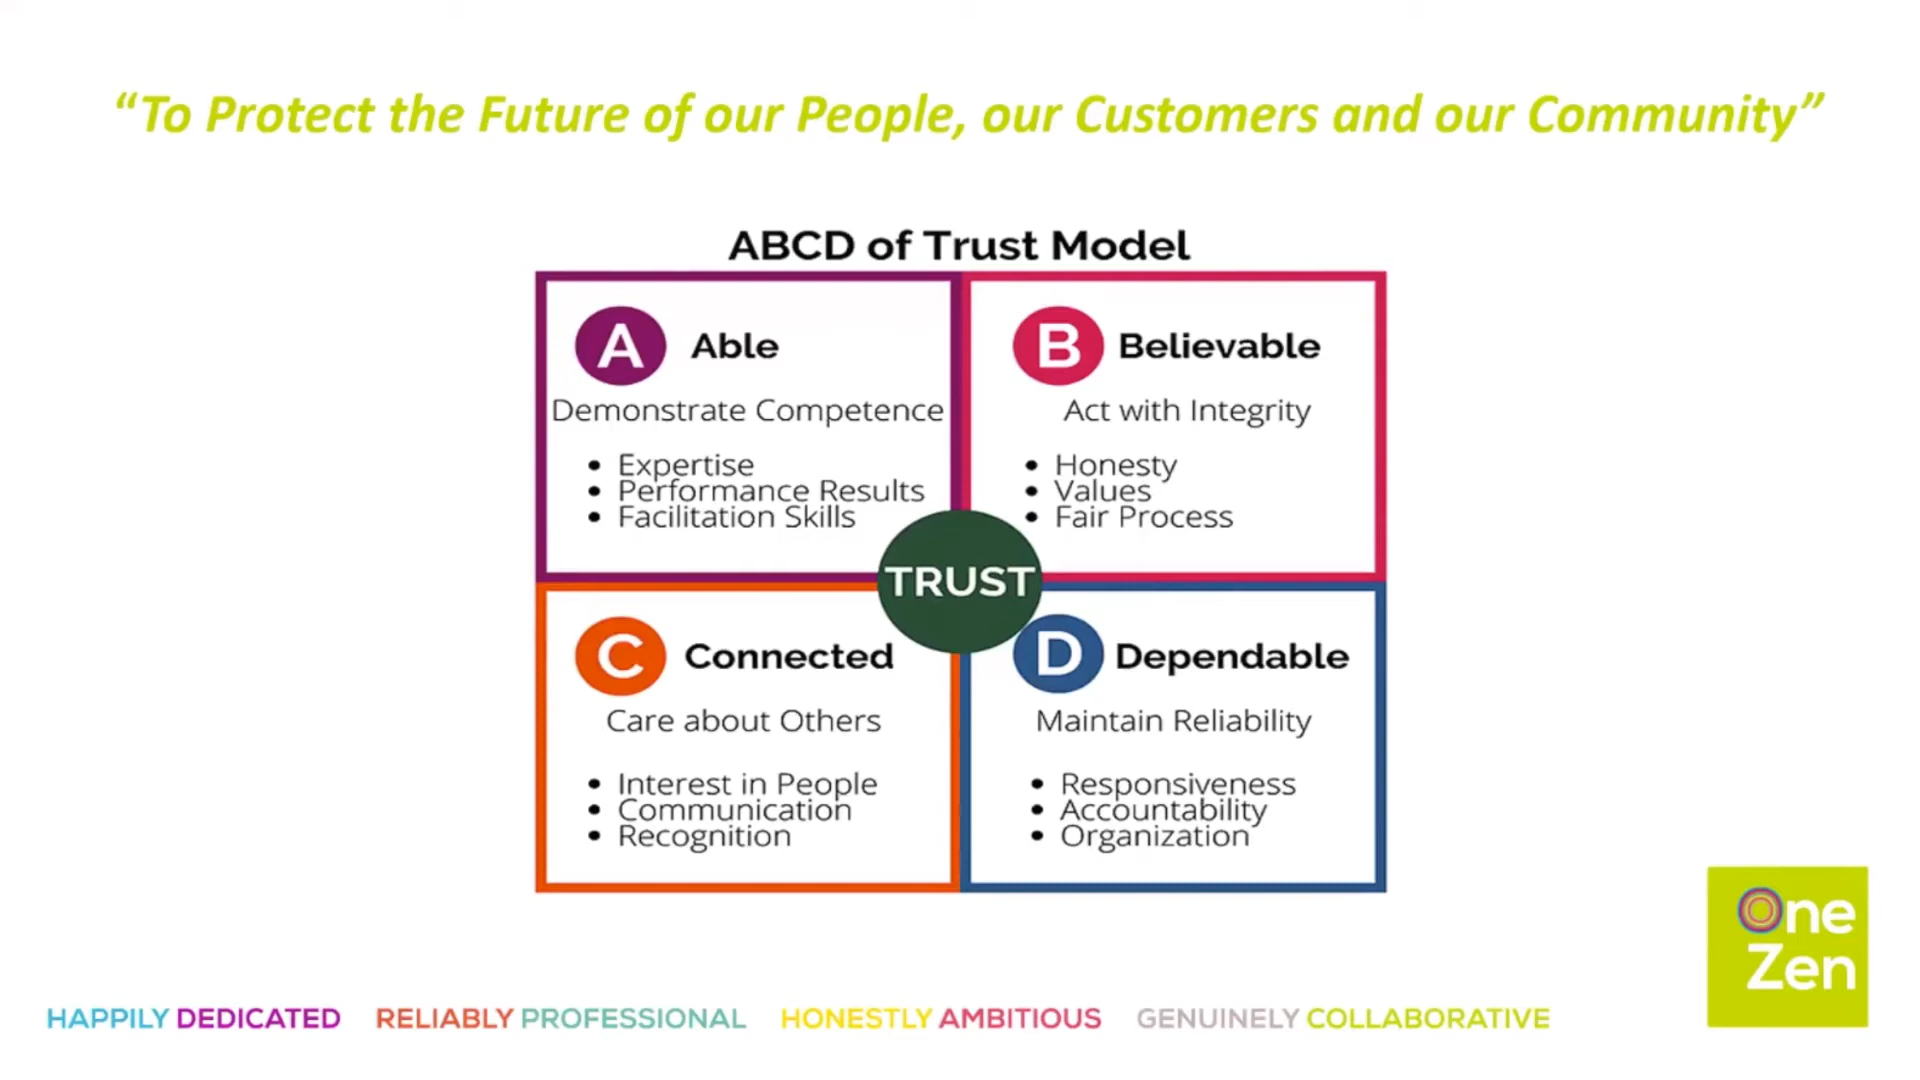 “To Protect the Future of our People, our Customers and our Community”
ABCD of Trust Model
A Able
Demonstrate Competence
• Expertise
• Performance Results
• Facilitation Skills
B Believable
Act with Integrity
• Honesty
• Values
• Fair Process
TRUST
C Connected
Care about Others
• Interest in People
• Communication
• Recognition
D Dependable
Maintain Reliability
• Responsiveness
• Accountability
• Organization
One
Zen
HAPPILY DEDICATED RELIABLY PROFESSIONAL HONESTLY AMBITIOUS GENUINELY COLLABORATIVE